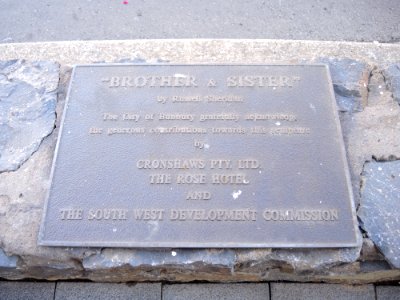 "BROTHER & SISTER"
by Russell Sheridan
The City of Bunbury gratefully acknowledges
the generous contributions towards this sculpture
by
CRONSHAWS PTY. LTD.
THE ROSE HOTEL
AND
THE SOUTH WEST DEVELOPMENT COMMISSION